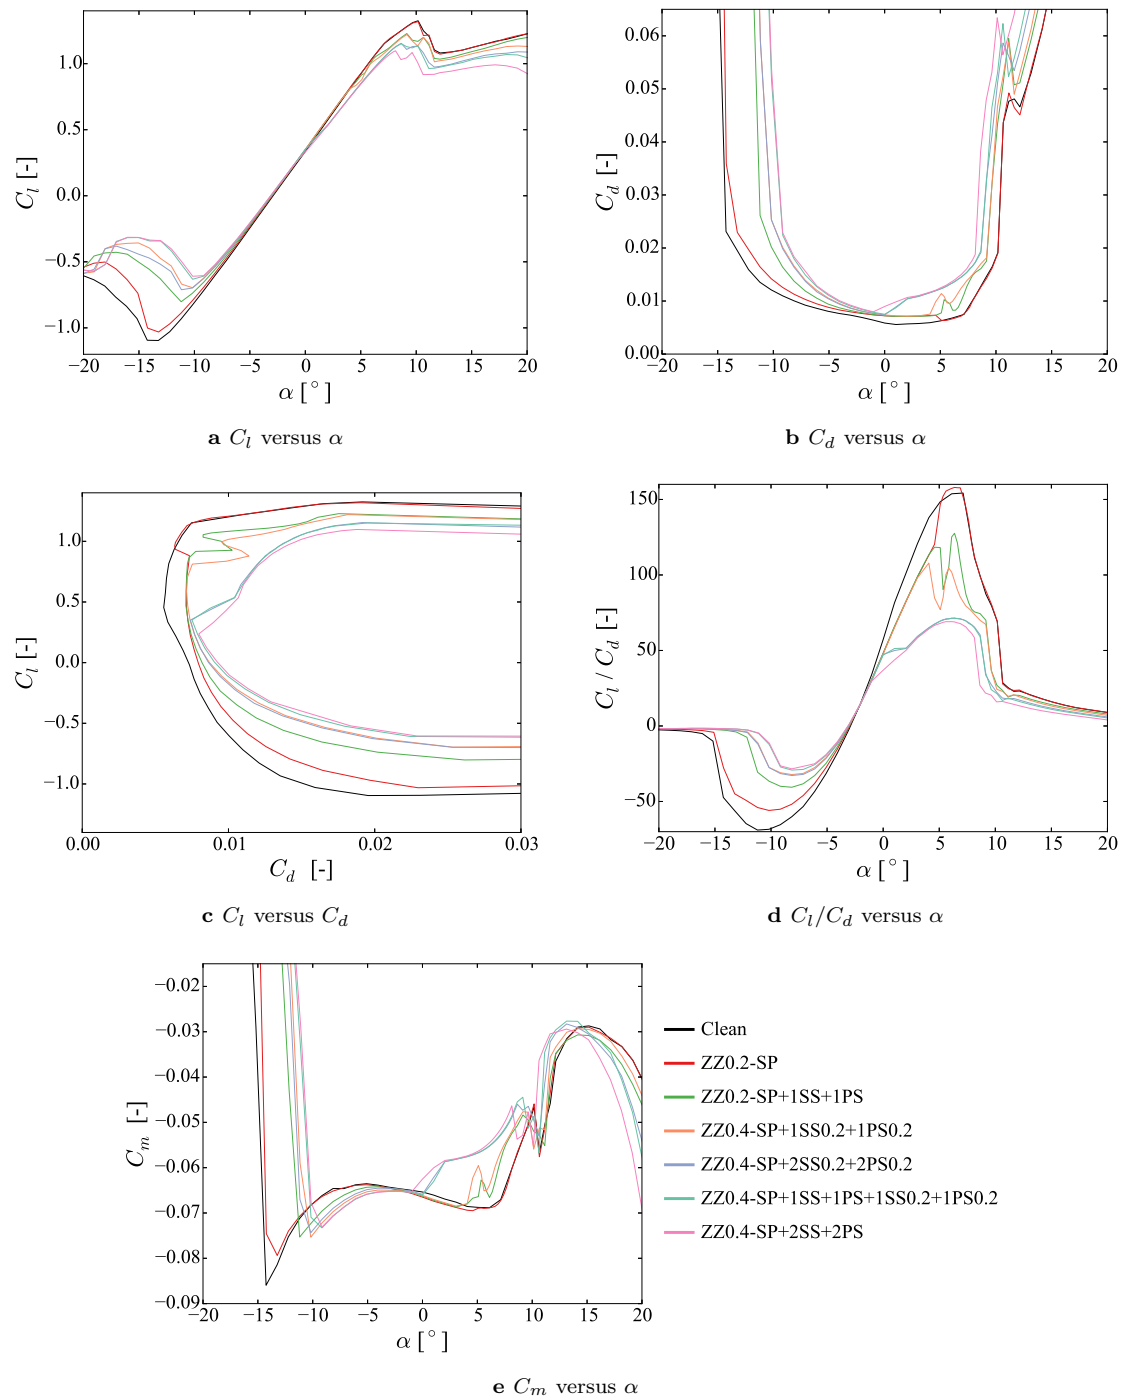 1.0
0.5
0.0
−0.5
−1.0
C_l [-]
−20 −15 −10 −5 0 5 10 15 20
α [°]
a C_l versus α
0.06
0.05
0.04
0.03
0.02
0.01
0.00
C_d [-]
−20 −15 −10 −5 0 5 10 15 20
α [°]
b C_d versus α
1.0
0.5
0.0
−0.5
−1.0
C_l [-]
0.00 0.01 0.02 0.03
C_d [-]
c C_l versus C_d
150
100
50
0
−50
C_l / C_d [-]
−20 −15 −10 −5 0 5 10 15 20
α [°]
d C_l/C_d versus α
−0.02
−0.03
−0.04
−0.05
−0.06
−0.07
−0.08
−0.09
C_m [-]
−20 −15 −10 −5 0 5 10 15 20
α [°]
Clean
ZZ0.2-SP
ZZ0.2-SP+1SS+1PS
ZZ0.4-SP+1SS0.2+1PS0.2
ZZ0.4-SP+2SS0.2+2PS0.2
ZZ0.4-SP+1SS+1PS+1SS0.2+1PS0.2
ZZ0.4-SP+2SS+2PS
e C_m versus α